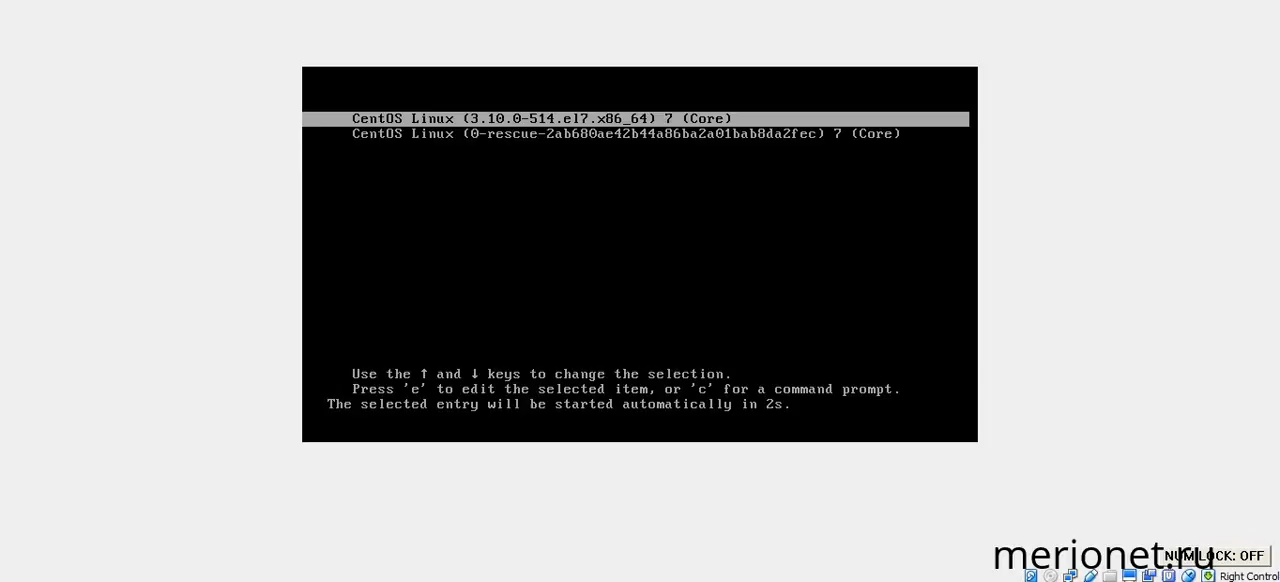 CentOS Linux (3.10.0-514.el7.x86_64) 7 (Core)
CentOS Linux (0-rescue-2ab680ae42b44a86ba2a01bab8da2fec) 7 (Core)
Use the ↑ and ↓ keys to change the selection.
Press 'e' to edit the selected item, or 'c' for a command prompt.
The selected entry will be started automatically in 2s.
merionet.ru
NUM LOCK: OFF
Right Control